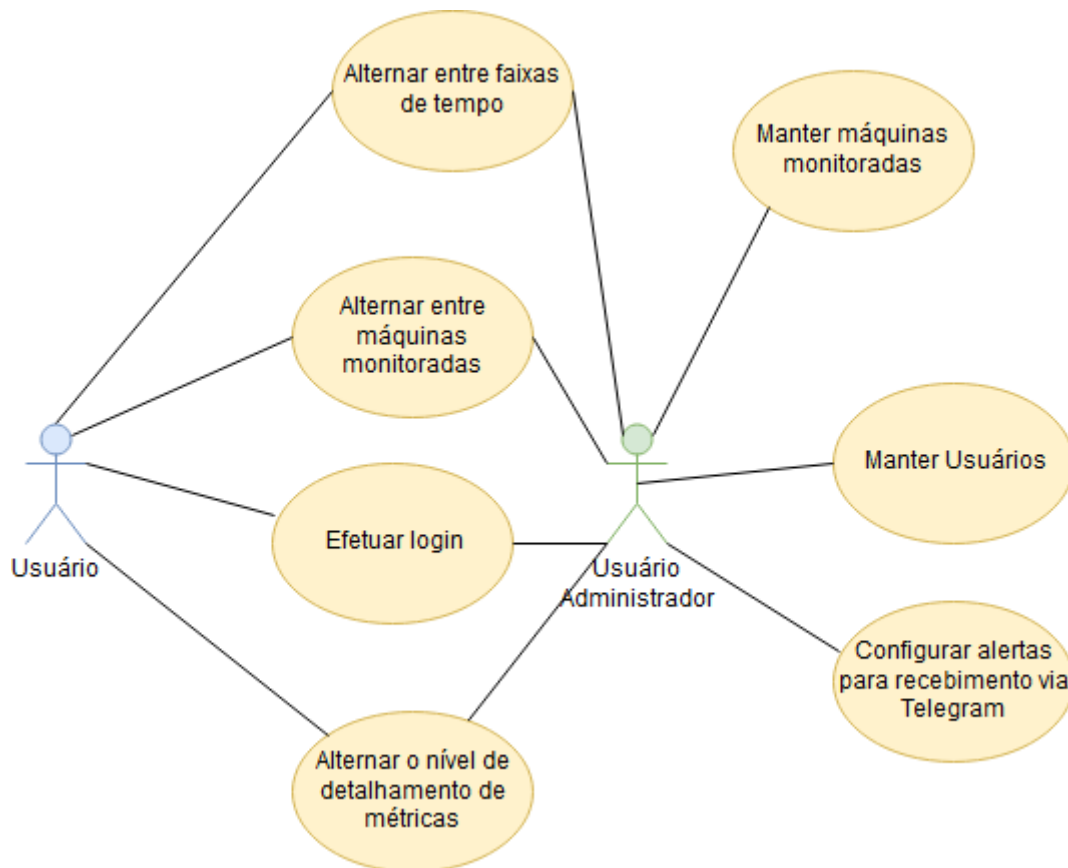 Alternar entre faixas
de tempo
Manter máquinas
monitoradas
Alternar entre
máquinas
monitoradas
Manter Usuários
Efetuar login
Usuário
Usuário
Administrador
Configurar alertas
para recebimento via
Telegram
Alternar o nível de
detalhamento de
métricas